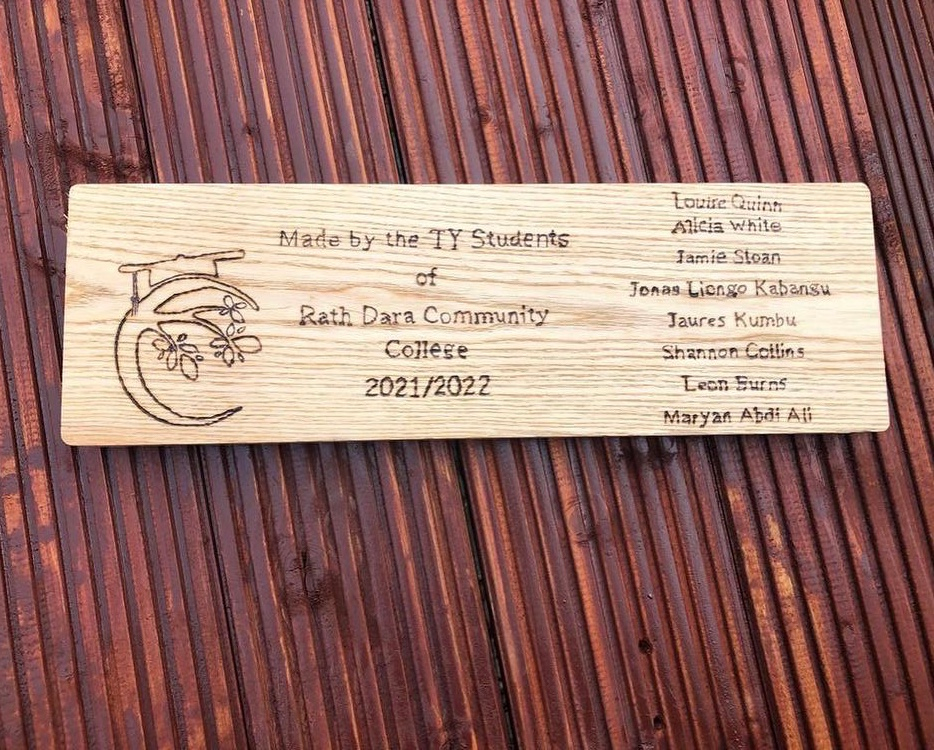 Made by the TY Students
of
Rath Dara Community
College
2021/2022
Louise Quinn
Alicia White
Jamie Sloan
Jonas Liongo Kabangu
Jaures Kumbu
Shannon Collins
Leon Burns
Maryan Abdi Ali